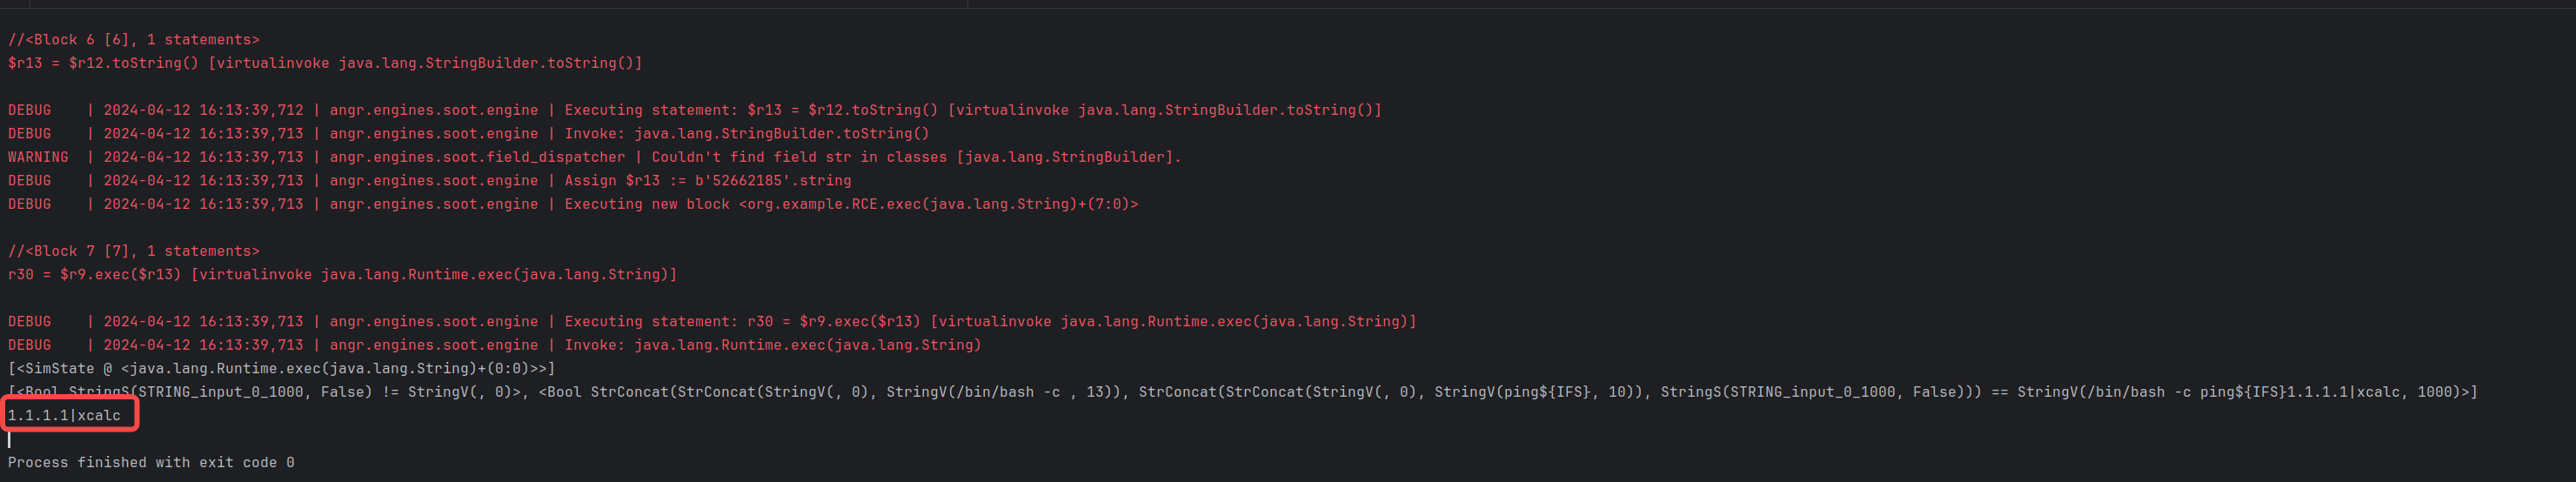 //<Block 6 [6], 1 statements>
$r13 = $r12.toString() [virtualinvoke java.lang.StringBuilder.toString()]
DEBUG    | 2024-04-12 16:13:39,712 | angr.engines.soot.engine | Executing statement: $r13 = $r12.toString() [virtualinvoke java.lang.StringBuilder.toString()]
DEBUG    | 2024-04-12 16:13:39,713 | angr.engines.soot.engine | Invoke: java.lang.StringBuilder.toString()
WARNING  | 2024-04-12 16:13:39,713 | angr.engines.soot.field_dispatcher | Couldn't find field str in classes [java.lang.StringBuilder].
DEBUG    | 2024-04-12 16:13:39,713 | angr.engines.soot.engine | Assign $r13 := b'52662185'.string
DEBUG    | 2024-04-12 16:13:39,713 | angr.engines.soot.engine | Executing new block <org.example.RCE.exec(java.lang.String)+(7:0)>
//<Block 7 [7], 1 statements>
r30 = $r9.exec($r13) [virtualinvoke java.lang.Runtime.exec(java.lang.String)]
DEBUG    | 2024-04-12 16:13:39,713 | angr.engines.soot.engine | Executing statement: r30 = $r9.exec($r13) [virtualinvoke java.lang.Runtime.exec(java.lang.String)]
DEBUG    | 2024-04-12 16:13:39,713 | angr.engines.soot.engine | Invoke: java.lang.Runtime.exec(java.lang.String)
[<SimState @ <java.lang.Runtime.exec(java.lang.String)+(0:0)>>]
[<Bool StringS(STRING_input_0_1000, False) != StringV(, 0)>, <Bool StrConcat(StrConcat(StringV(, 0), StringV(/bin/bash -c , 13)), StrConcat(StrConcat(StringV(, 0), StringV(ping${IFS}, 10)), StringS(STRING_input_0_1000, False))) == StringV(/bin/bash -c ping${IFS}1.1.1.1|xcalc, 1000)>]
1.1.1.1|xcalc
Process finished with exit code 0